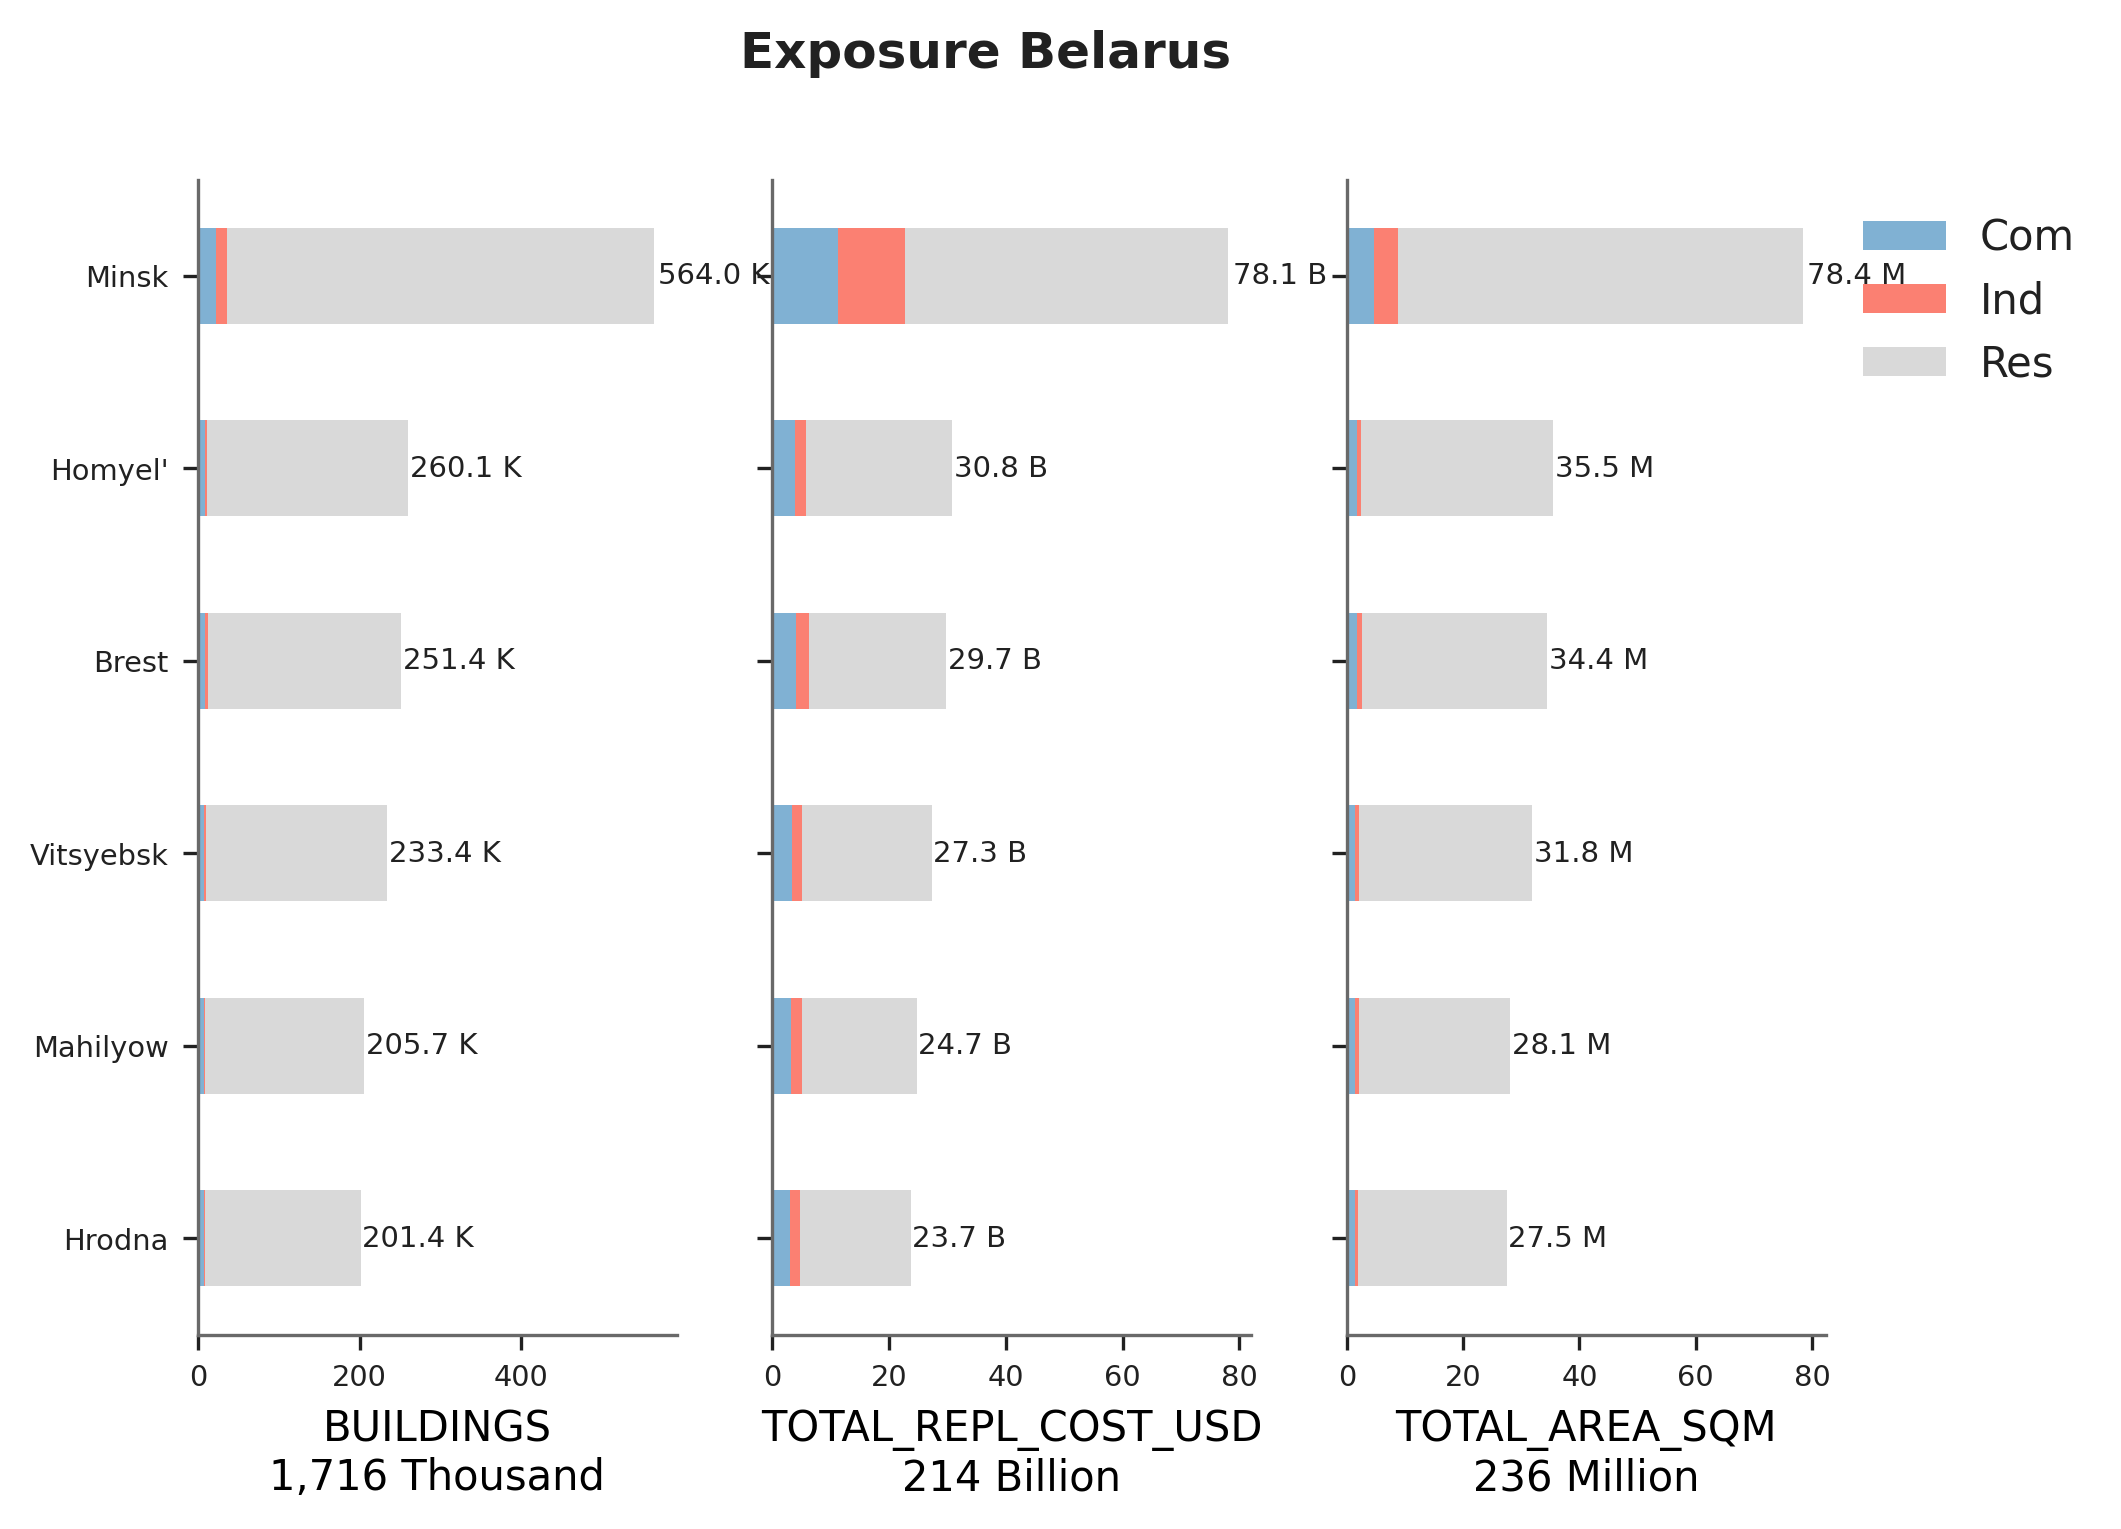 Exposure Belarus
Minsk
Homyel'
Brest
Vitsyebsk
Mahilyow
Hrodna
564.0 K
260.1 K
251.4 K
233.4 K
205.7 K
201.4 K
0 200 400
BUILDINGS
1,716 Thousand
78.1 B
30.8 B
29.7 B
27.3 B
24.7 B
23.7 B
0 20 40 60 80
TOTAL_REPL_COST_USD
214 Billion
78.4 M
35.5 M
34.4 M
31.8 M
28.1 M
27.5 M
0 20 40 60 80
TOTAL_AREA_SQM
236 Million
Com
Ind
Res